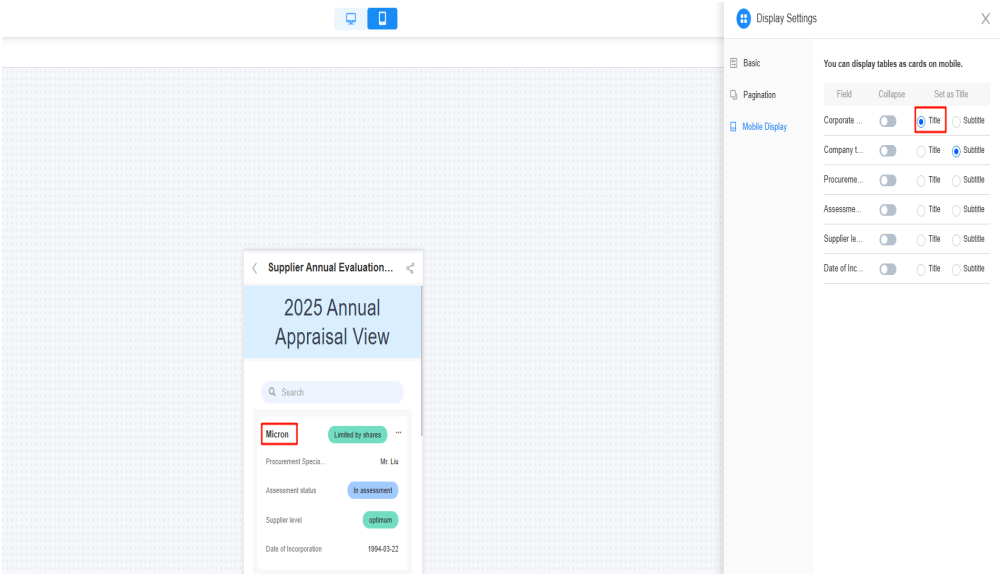 Display Settings
Basic
Pagination
Mobile Display
You can display tables as cards on mobile.
Field Collapse Set as Title
Corporate ... Title Subtitle
Company t... Title Subtitle
Procureme... Title Subtitle
Assessme... Title Subtitle
Supplier le... Title Subtitle
Date of Inc... Title Subtitle
Supplier Annual Evaluation...
2025 Annual
Appraisal View
Search
Micron Limited by shares ...
Procurement Specia... Mr. Liu
Assessment status In assessment
Supplier level optimum
Date of Incorporation 1994-03-22